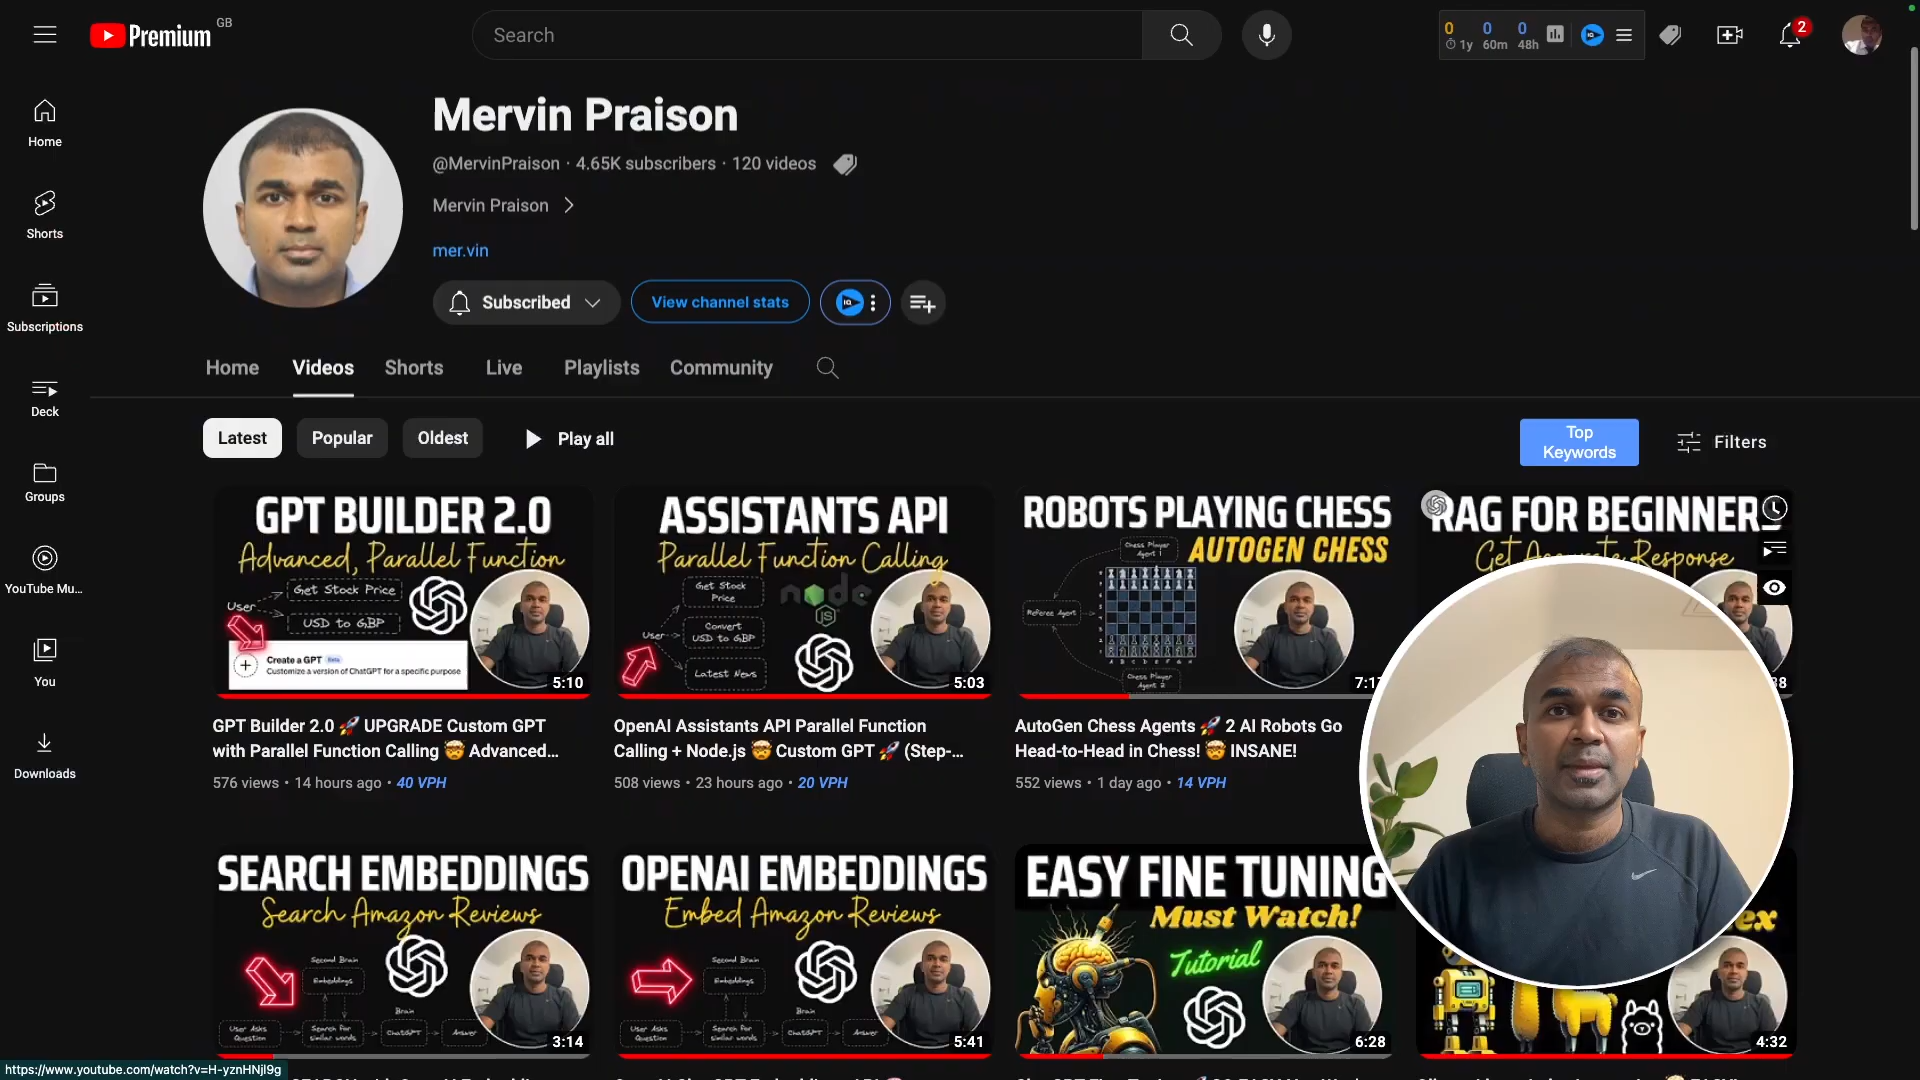 Premium GB
Search
0 0 0
1y 60m 48h
2
Home
Shorts
Subscriptions
Deck
Groups
YouTube Mu...
You
Downloads
Mervin Praison
@MervinPraison · 4.65K subscribers · 120 videos
Mervin Praison
mer.vin
Subscribed
View channel stats
Home Videos Shorts Live Playlists Community
Latest Popular Oldest Play all
Top Keywords
Filters
GPT BUILDER 2.0
Advanced, Parallel Function
Get Stock Price
User
USD to GBP
Create a GPT Beta
Customize a version of ChatGPT for a specific purpose
5:10
GPT Builder 2.0 🚀 UPGRADE Custom GPT
with Parallel Function Calling 🤯 Advanced...
576 views · 14 hours ago · 40 VPH
ASSISTANTS API
Parallel Function Calling
Get Stock Price
User
Convert USD to GBP
Latest News
node
JS
5:03
OpenAI Assistants API Parallel Function
Calling + Node.js 🤯 Custom GPT 🚀 (Step-...
508 views · 23 hours ago · 20 VPH
ROBOTS PLAYING CHESS
AUTOGEN CHESS
Chess Player Agent 1
Referee Agent
Chess Player Agent 2
AutoGen Chess Agents 🚀 2 AI Robots Go
Head-to-Head in Chess! 🤯 INSANE!
552 views · 1 day ago · 14 VPH
RAG FOR BEGINNERS
Get Accurate Response
SEARCH EMBEDDINGS
Search Amazon Reviews
Second Brain
Embeddings
Brain
User Asks Question
Search for similar words
ChatGPT
Answer
3:14
OPENAI EMBEDDINGS
Embed Amazon Reviews
Second Brain
Embeddings
Brain
User Asks Question
Search for similar words
ChatGPT
Answer
5:41
EASY FINE TUNING
Must Watch!
Tutorial
6:28
ex
4:32
https://www.youtube.com/watch?v=H-yznHNjI9g